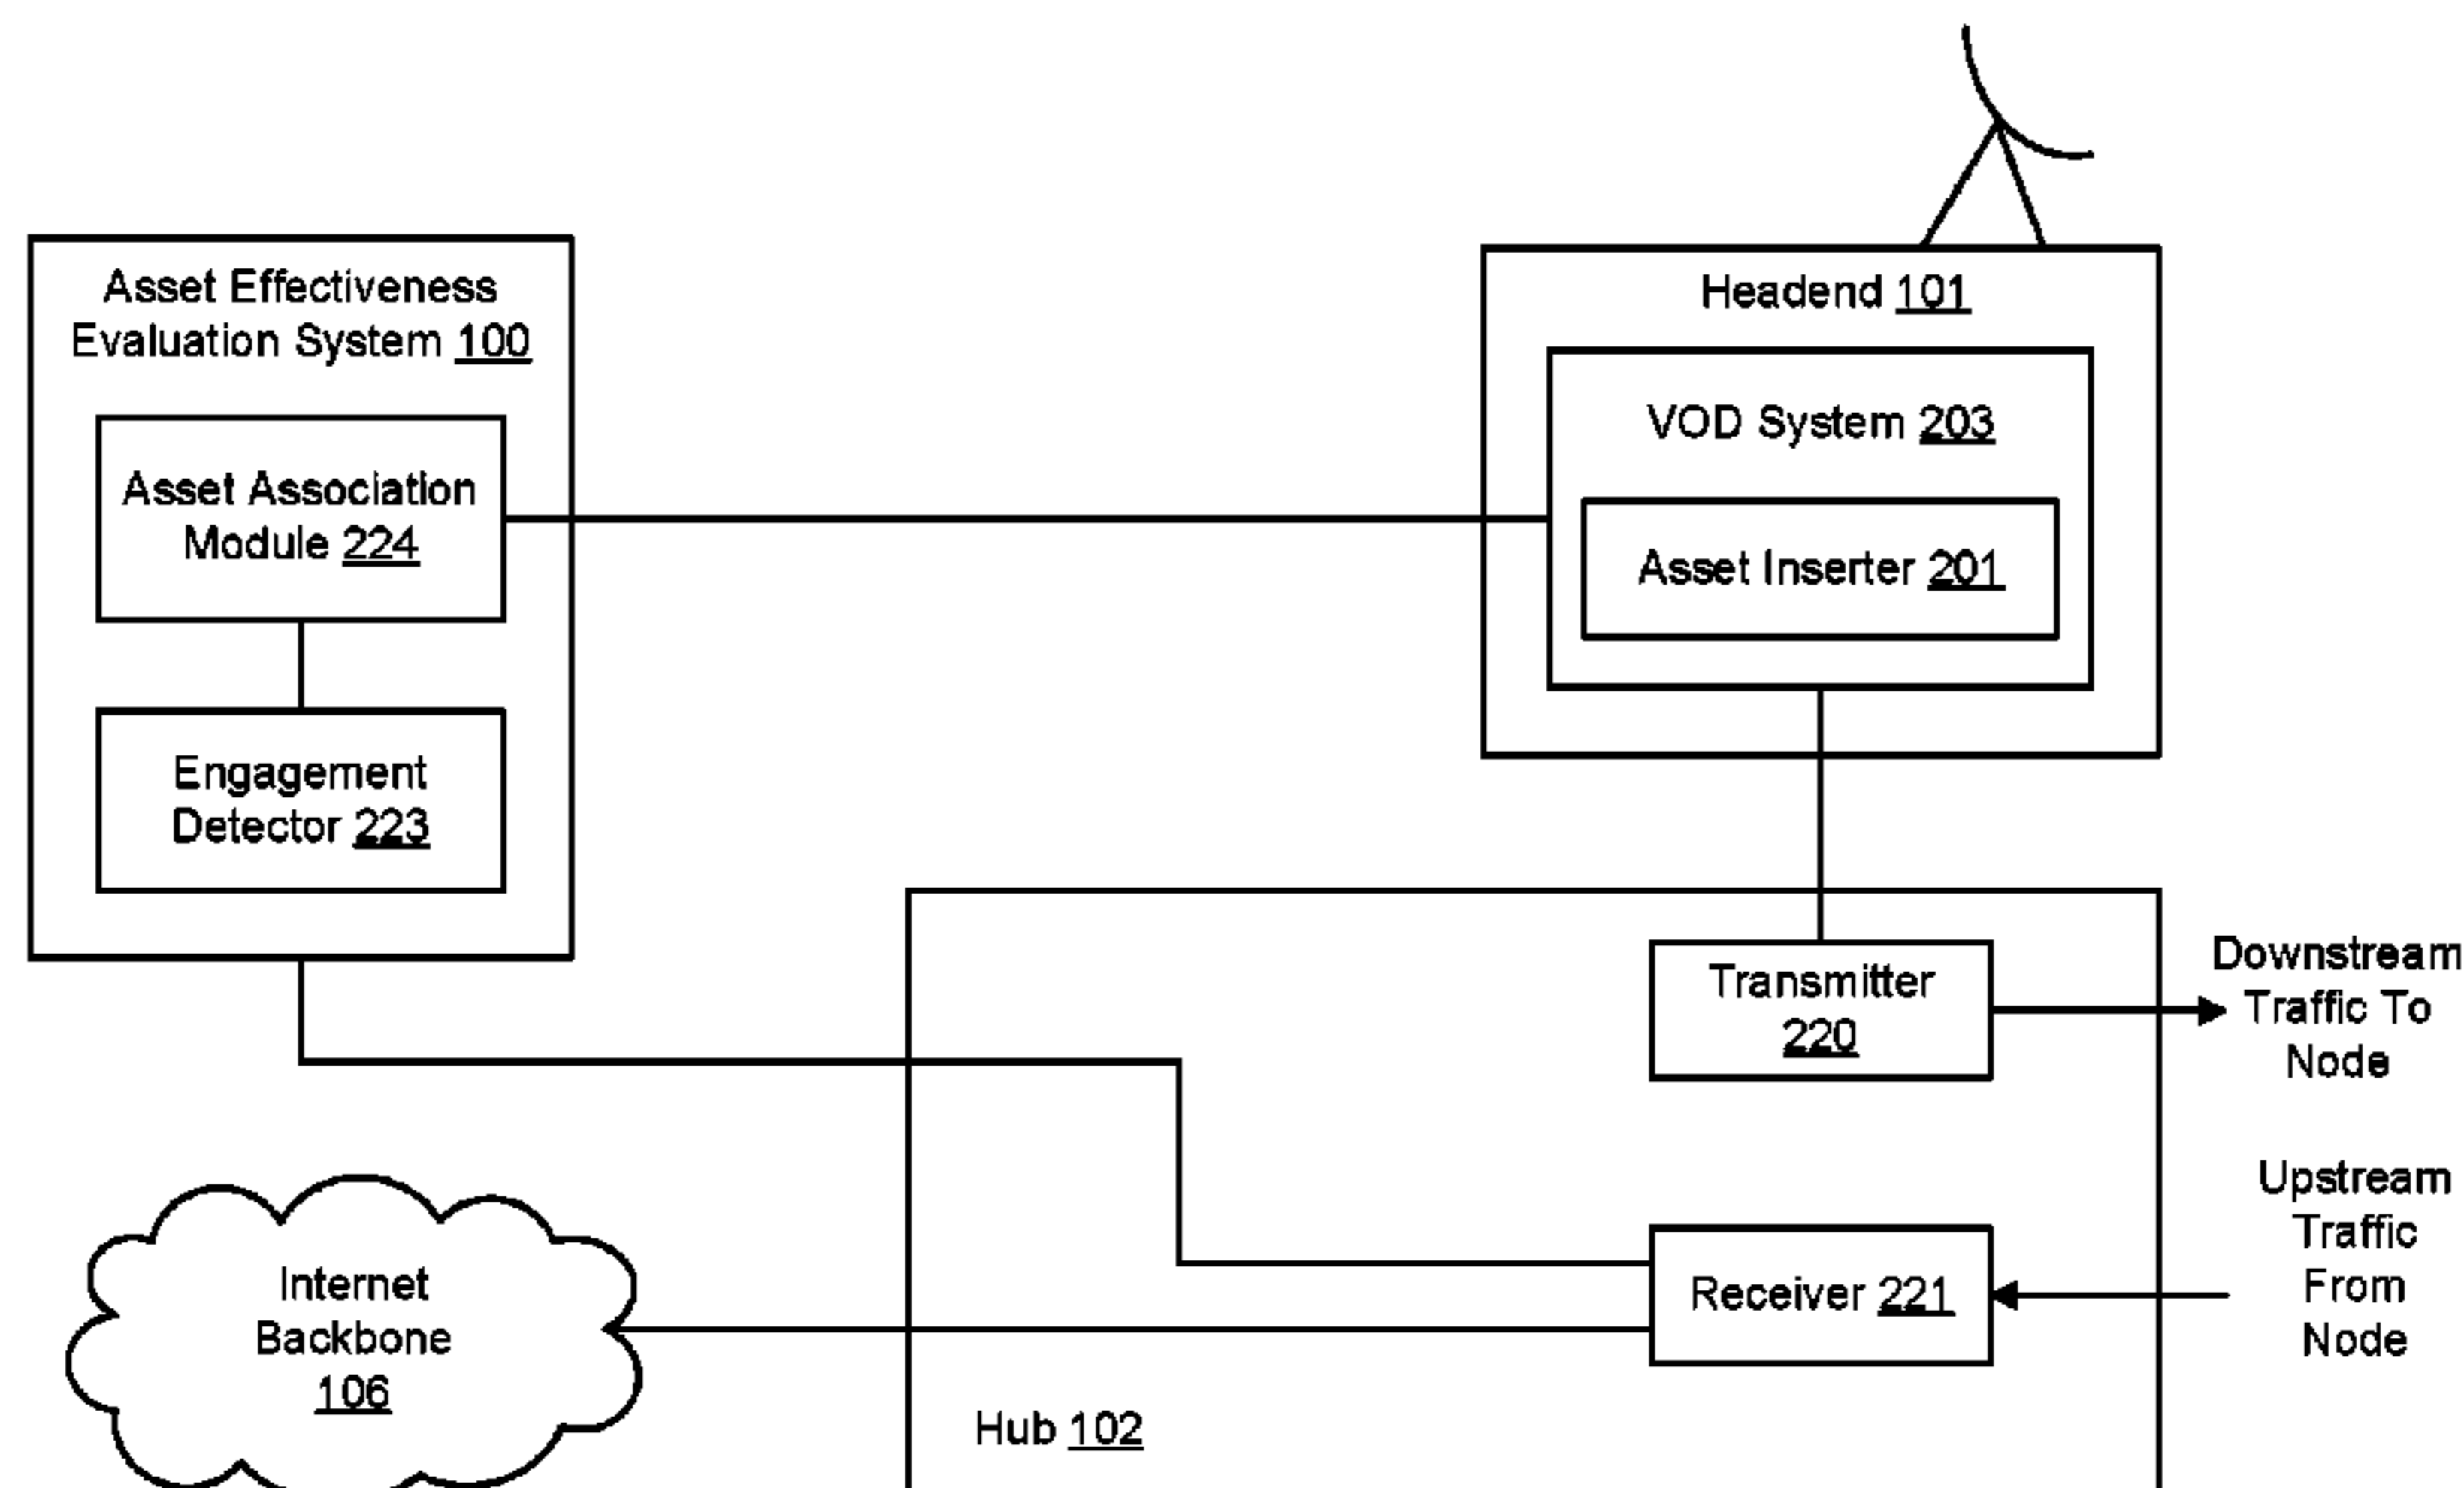 Asset Effectiveness
Evaluation System 100
Asset Association
Module 224
Engagement
Detector 223
Headend 101
VOD System 203
Asset Inserter 201
Transmitter
220
Downstream
Traffic To
Node
Upstream
Traffic
From
Node
Receiver 221
Internet
Backbone
106
Hub 102